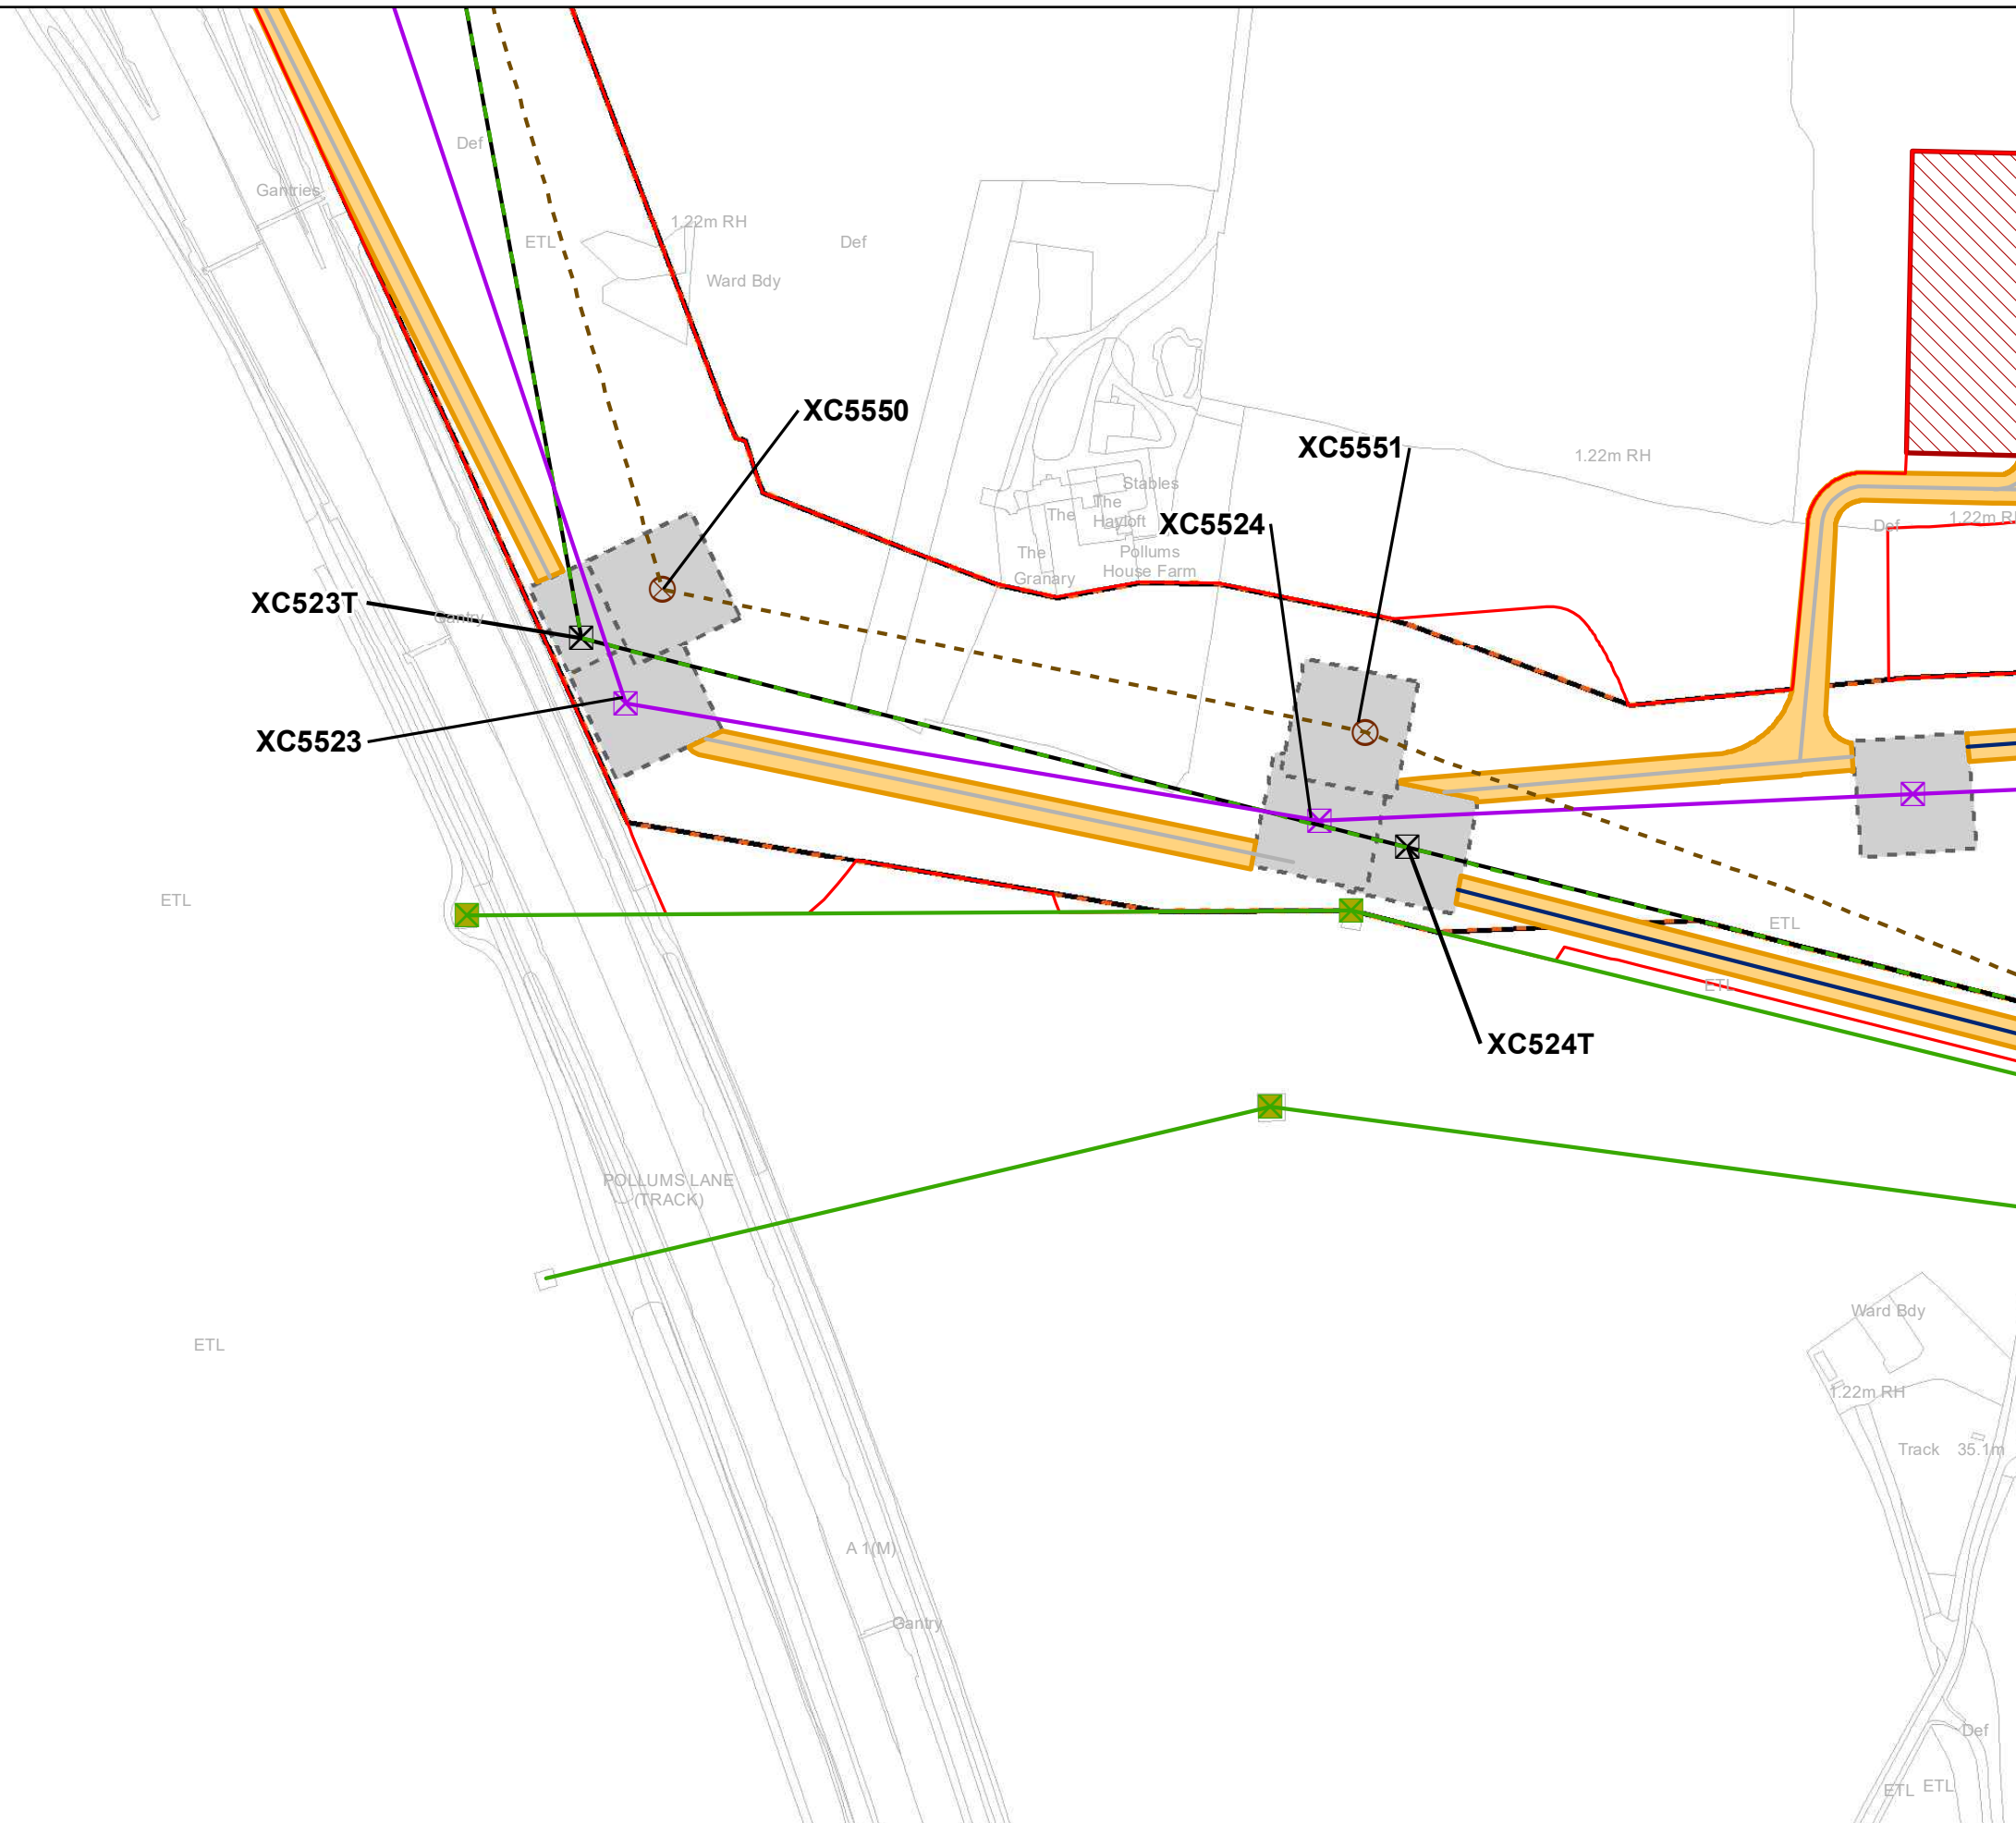 Def
Gantries
1.22m RH
ETL
Def
Ward Bdy
XC5550
XC5551
1.22m RH
Stables
The
The
Hayloft
XC5524
Def
1.22m R
The
Granary
Pollums
House Farm
XC523T
Gantry
XC5523
ETL
ETL
ETL
XC524T
POLLUMS LANE
(TRACK)
ETL
Ward Bdy
1.22m RH
Track
35.1m
A 1(M)
Gantry
Def
ETL
ETL